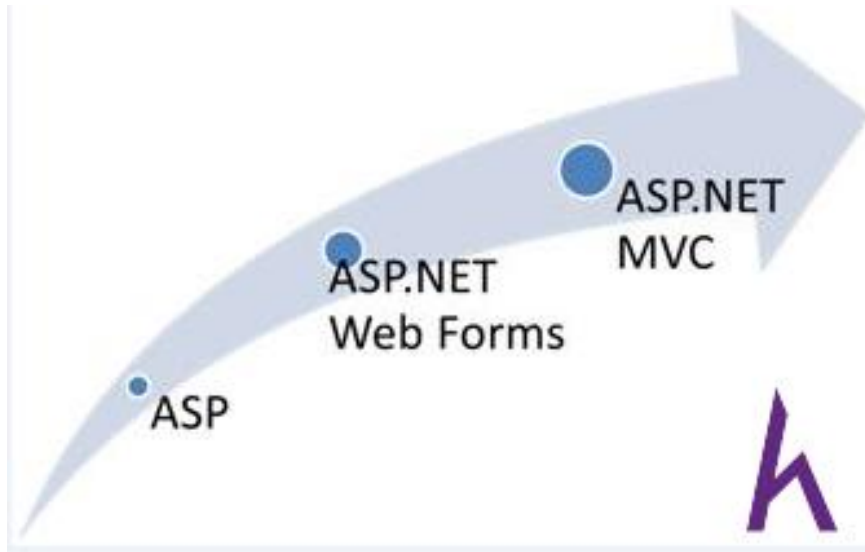 ASP.NET
MVC
ASP.NET
Web Forms
ASP